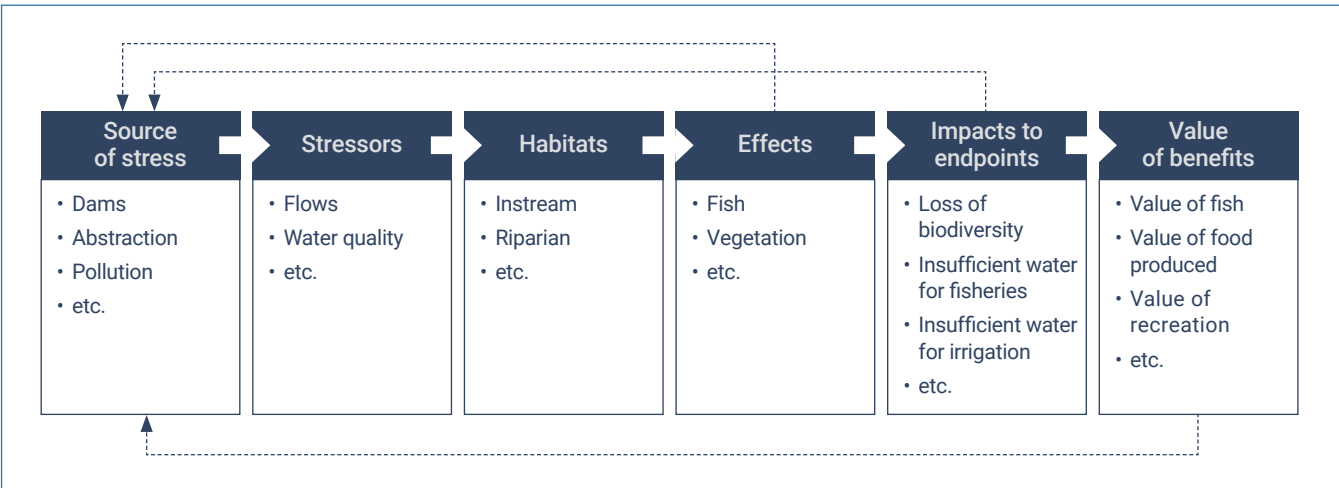 Source
of stress
• Dams
• Abstraction
• Pollution
• etc.
Stressors
• Flows
• Water quality
• etc.
Habitats
• Instream
• Riparian
• etc.
Effects
• Fish
• Vegetation
• etc.
Impacts to
endpoints
• Loss of
biodiversity
• Insufficient water
for fisheries
• Insufficient water
for irrigation
• etc.
Value
of benefits
• Value of fish
• Value of food
produced
• Value of
recreation
• etc.